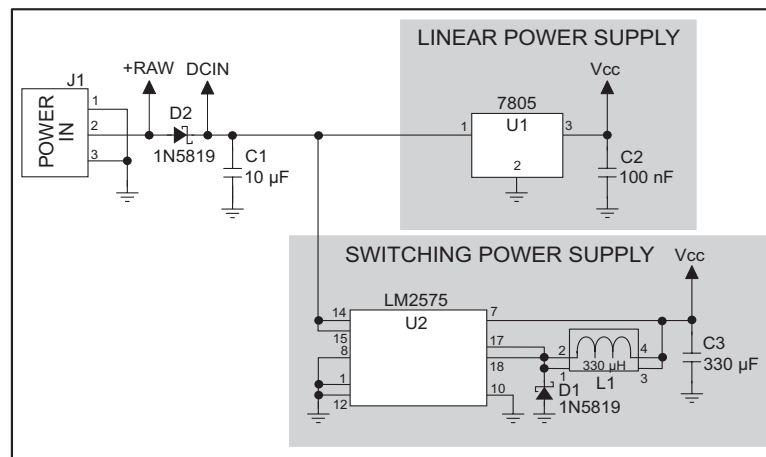 LINEAR POWER SUPPLY
J1
+RAW
DCIN
Vcc
POWER
IN
1
2
3
D2
1N5819
C1
10 µF
7805
U1
1
3
2
C2
100 nF
SWITCHING POWER SUPPLY
Vcc
LM2575
U2
14
15
8
1
12
7
17
18
10
2
4
330 µH
1
3
L1
D1
1N5819
C3
330 µF